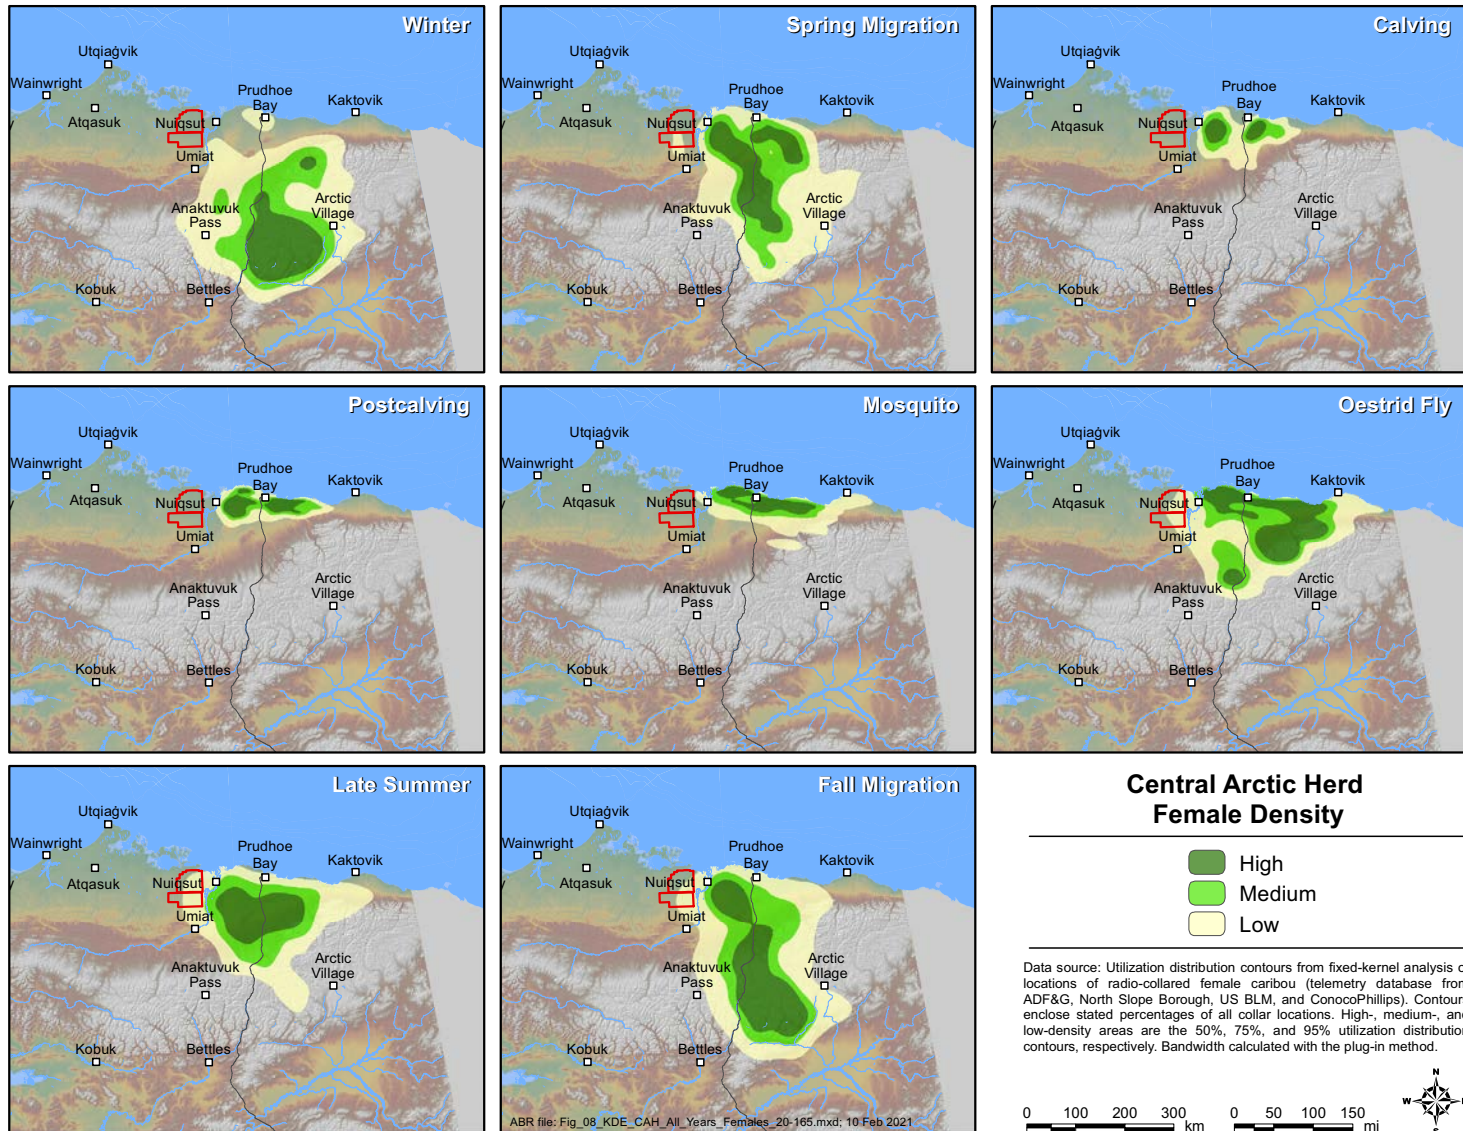 Winter
Utqiaġvik
Wainwright
Atqasuk
Nuiqsut
Prudhoe
Bay
Kaktovik
Umiat
Anaktuvuk
Pass
Arctic
Village
Kobuk
Bettles
Spring Migration
Utqiaġvik
Wainwright
Atqasuk
Nuiqsut
Prudhoe
Bay
Kaktovik
Umiat
Anaktuvuk
Pass
Arctic
Village
Kobuk
Bettles
Calving
Utqiaġvik
Wainwright
Atqasuk
Nuiqsut
Prudhoe
Bay
Kaktovik
Umiat
Anaktuvuk
Pass
Arctic
Village
Kobuk
Bettles
Postcalving
Utqiaġvik
Wainwright
Atqasuk
Nuiqsut
Prudhoe
Bay
Kaktovik
Umiat
Anaktuvuk
Pass
Arctic
Village
Kobuk
Bettles
Mosquito
Utqiaġvik
Wainwright
Atqasuk
Nuiqsut
Prudhoe
Bay
Kaktovik
Umiat
Anaktuvuk
Pass
Arctic
Village
Kobuk
Bettles
Oestrid Fly
Utqiaġvik
Wainwright
Atqasuk
Nuiqsut
Prudhoe
Bay
Kaktovik
Umiat
Anaktuvuk
Pass
Arctic
Village
Kobuk
Bettles
Late Summer
Utqiaġvik
Wainwright
Atqasuk
Nuiqsut
Prudhoe
Bay
Kaktovik
Umiat
Anaktuvuk
Pass
Arctic
Village
Kobuk
Bettles
Fall Migration
Utqiaġvik
Wainwright
Atqasuk
Nuiqsut
Prudhoe
Bay
Kaktovik
Umiat
Anaktuvuk
Pass
Arctic
Village
Kobuk
Bettles
ABR file: Fig_08_KDE_CAH_All_Years_Females_20-165.mxd; 10 Feb 2021
Central Arctic Herd
Female Density
High
Medium
Low
Data source: Utilization distribution contours from fixed-kernel analysis o
locations of radio-collared female caribou (telemetry database from
ADF&G, North Slope Borough, US BLM, and ConocoPhillips). Contour
enclose stated percentages of all collar locations. High-, medium-, and
low-density areas are the 50%, 75%, and 95% utilization distribution
contours, respectively. Bandwidth calculated with the plug-in method.
0 100 200 300 km
0 50 100 150 mi
N
W
S